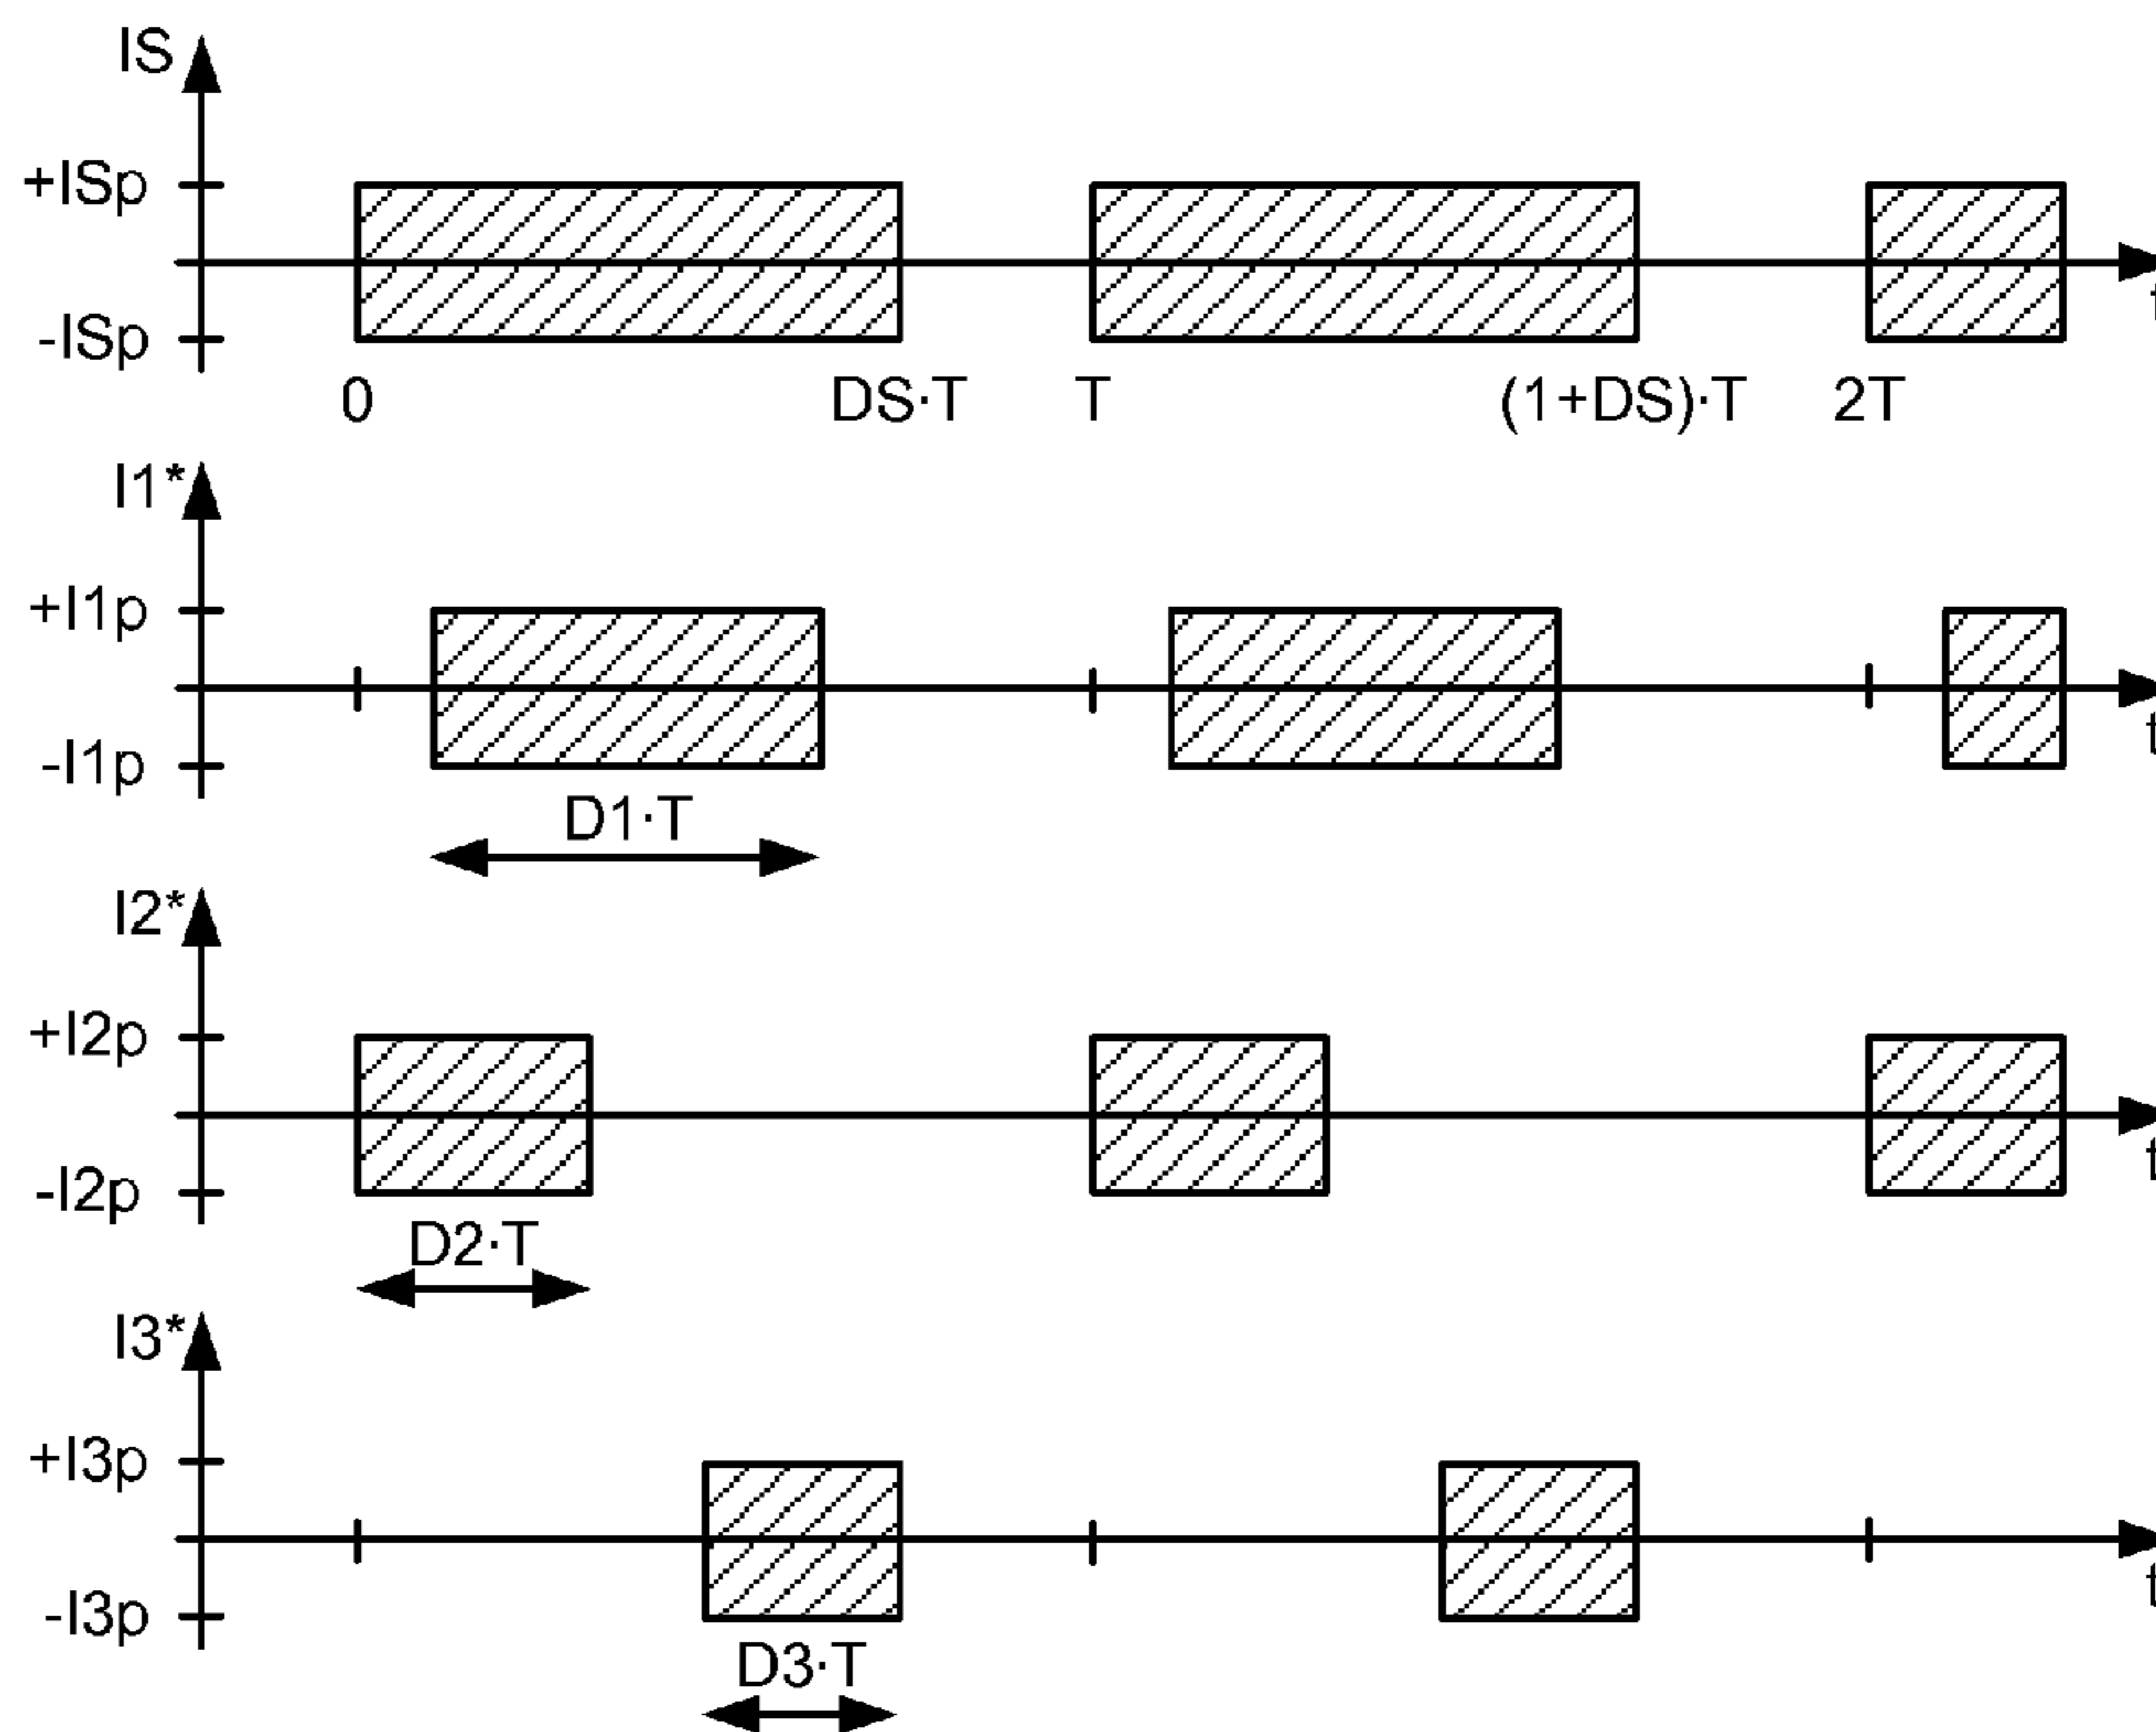 IS
+ISp
-ISp
t
0 DS·T T (1+DS)·T 2T
I1*
+I1p
-I1p
t
D1·T
I2*
+I2p
-I2p
t
D2·T
I3*
+I3p
-I3p
t
D3·T